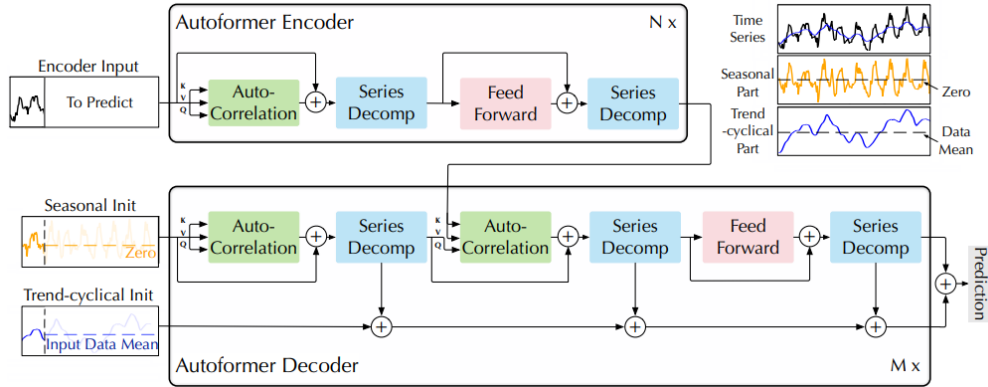 Autoformer Encoder
N x
Time
Series
Encoder Input
Seasonal
Part
Zero
To Predict
K
V
Q
Auto-
Correlation
+
Series
Decomp
Feed
Forward
+
Series
Decomp
Trend
-cyclical
Part
Data
Mean
Seasonal Init
Zero
K
V
Q
Auto-
Correlation
+
Series
Decomp
K
V
Q
Auto-
Correlation
+
Series
Decomp
Feed
Forward
+
Series
Decomp
+
Prediction
Trend-cyclical Init
Input Data Mean
+
+
+
Autoformer Decoder
M x